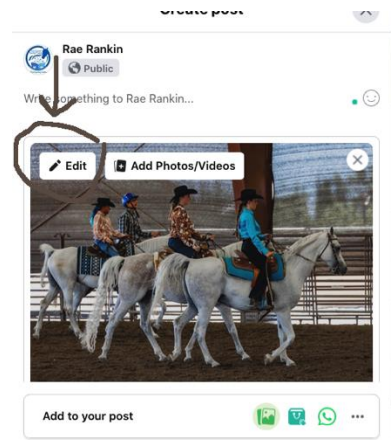 Create post
Rae Rankin
Public
Write something to Rae Rankin...
Edit
Add Photos/Videos
Add to your post